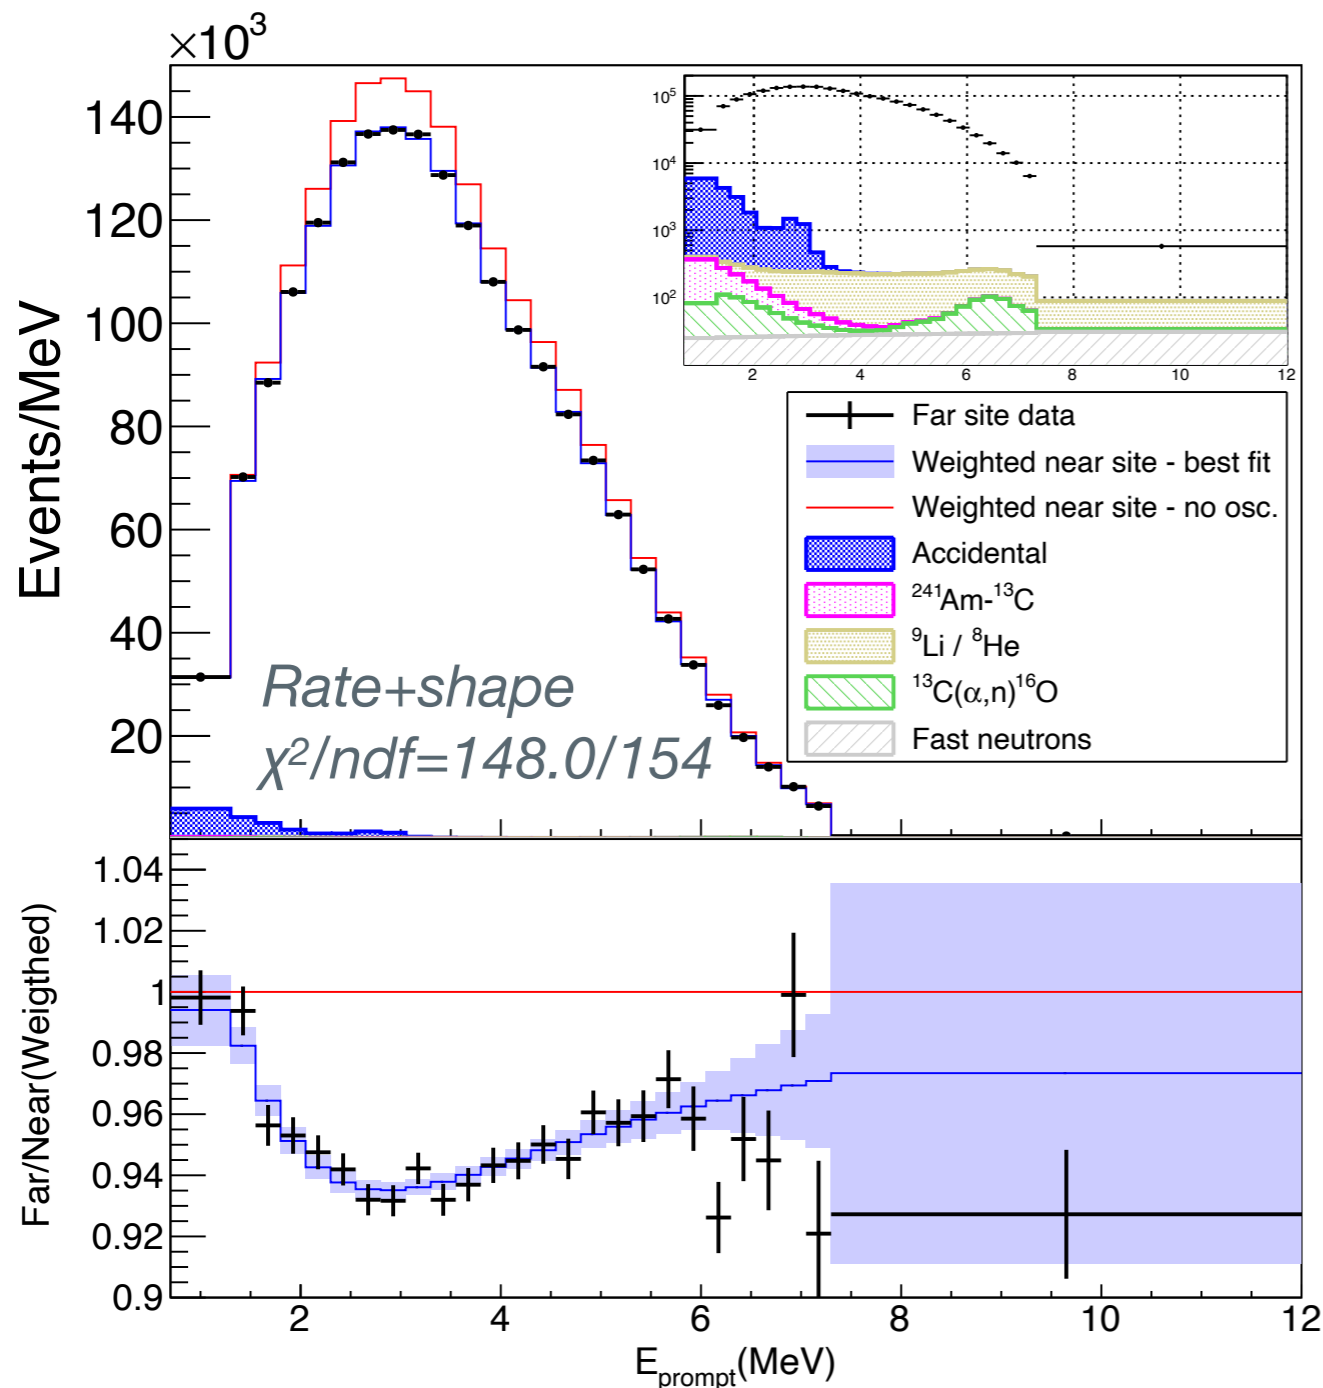 ×10³
140
120
100
80
60
40
20
Events/MeV
10⁵
10⁴
10³
10²
2 4 6 8 10 12
Far site data
Weighted near site - best fit
Weighted near site - no osc.
Accidental
²⁴¹Am-¹³C
⁹Li / ⁸He
¹³C(α,n)¹⁶O
Fast neutrons
Rate+shape
χ²/ndf=148.0/154
1.04
1.02
1
0.98
0.96
0.94
0.92
0.9
Far/Near(Weigthed)
2 4 6 8 10 12
E_prompt(MeV)